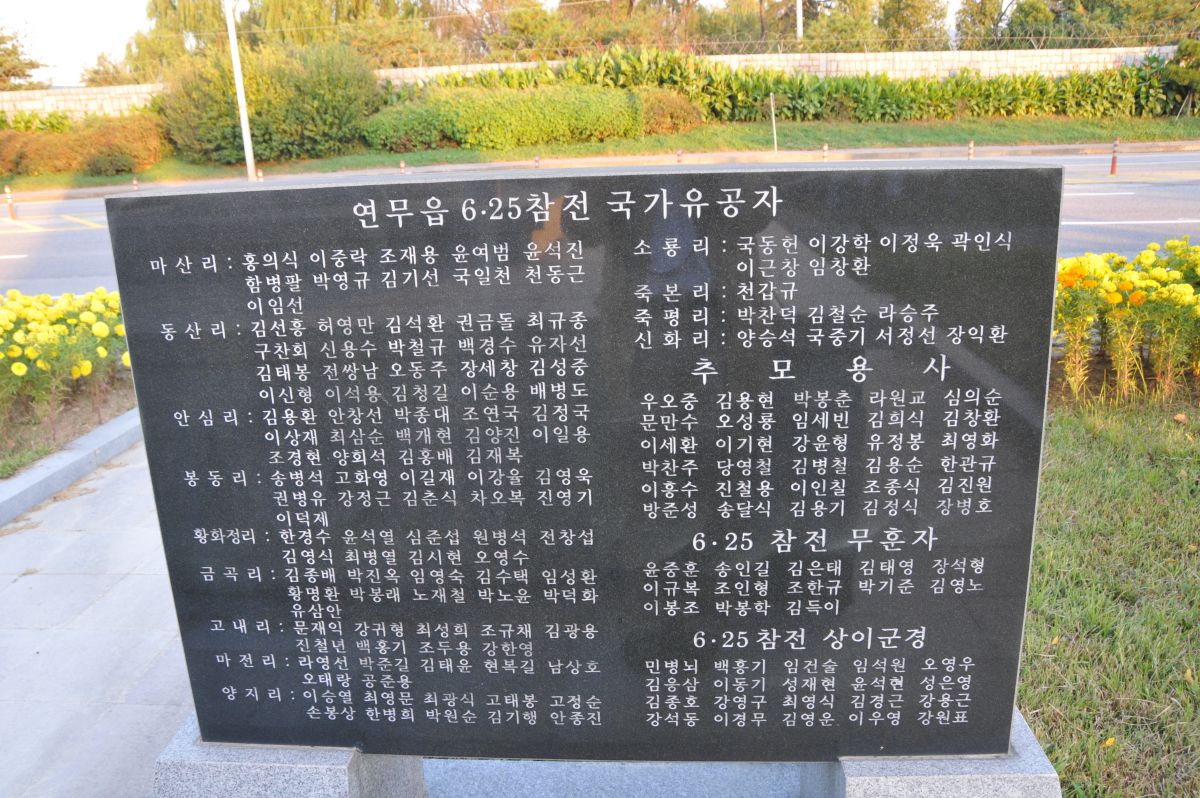 연무읍 6·25참전 국가유공자
마산리 : 홍의식 이중락 조재용 윤여범 윤석진
함병팔 박영규 김기선 국일천 천동근
이임선
동산리 : 김선홍 허영만 김석환 권금돌 최규종
구찬회 신용수 박철규 백경수 유자선
김태봉 전쌍남 오동주 장세창 김성중
이신형 이석용 김청길 이순용 배병도
안심리 : 김용환 안창선 박종대 조연국 김정국
이상재 최삼순 백개현 김양진 이일용
조경현 양회석 김홍배 김재복
봉동리 : 송병석 고화영 이길재 이강율 김영욱
권병유 강정근 김춘식 차오복 진영기
이덕제
황화정리 : 한경수 윤석열 심준섭 원병석 전창섭
김영식 최병열 김시현 오영수
금곡리 : 김종배 박진옥 임영숙 김수택 임성환
황명환 박봉래 노재철 박노윤 박덕화
유삼안
고내리 : 문재익 강귀형 최성희 조규채 김광용
진철년 백홍기 조두용 강한영
마전리 : 라영선 박준길 김태윤 현복길 남상호
오태랑 공준용
양지리 : 이승열 최영문 최광식 고태봉 고정순
손봉상 한병희 박원순 김기행 안종진
소룡리 : 국동헌 이강학 이정욱 곽인식
이근창 임창환
죽본리 : 천갑규
죽평리 : 박찬덕 김철순 라승주
신화리 : 양승석 국중기 서정선 장익환
추모용사
우오중 김용현 박봉춘 라원교 심의순
문만수 오성룡 임세빈 김희식 김창환
이세환 이기현 강윤형 유정봉 최영화
박찬주 당영철 김병철 김용순 한관규
이홍수 진철용 이인칠 조종식 김진원
방준성 송달식 김용기 김정식 장병호
6·25 참전 무훈자
윤중훈 송인길 김은태 김태영 장석형
이규복 조인형 조한규 박기준 김영노
이봉조 박봉학 김득이
6·25참전 상이군경
민병뇌 백홍기 임건술 임석원 오영우
김응삼 이동기 성재현 윤석현 성은영
김종호 강영구 최영식 김경근 강용근
강석동 이경무 김영운 이우영 강원표